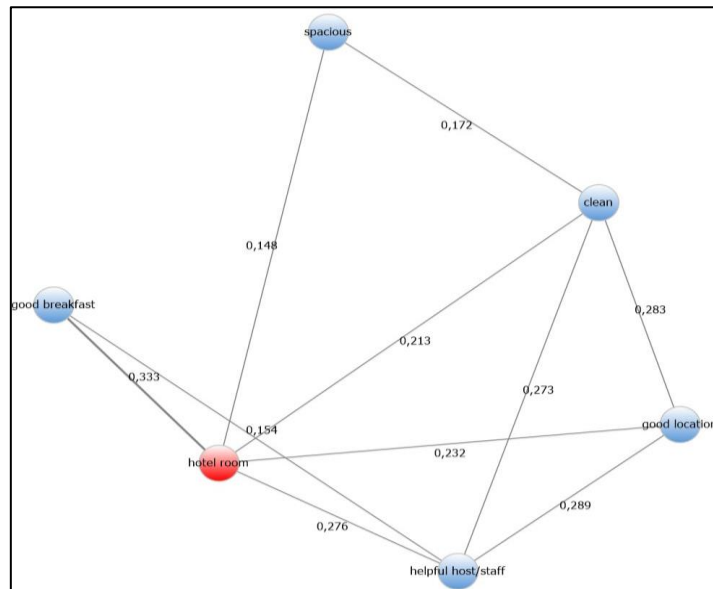 spacious
0,172
clean
0,148
good breakfast
0,283
0,213
0,333
0,273
good location
0,154
0,232
hotel room
0,289
0,276
helpful host/staff